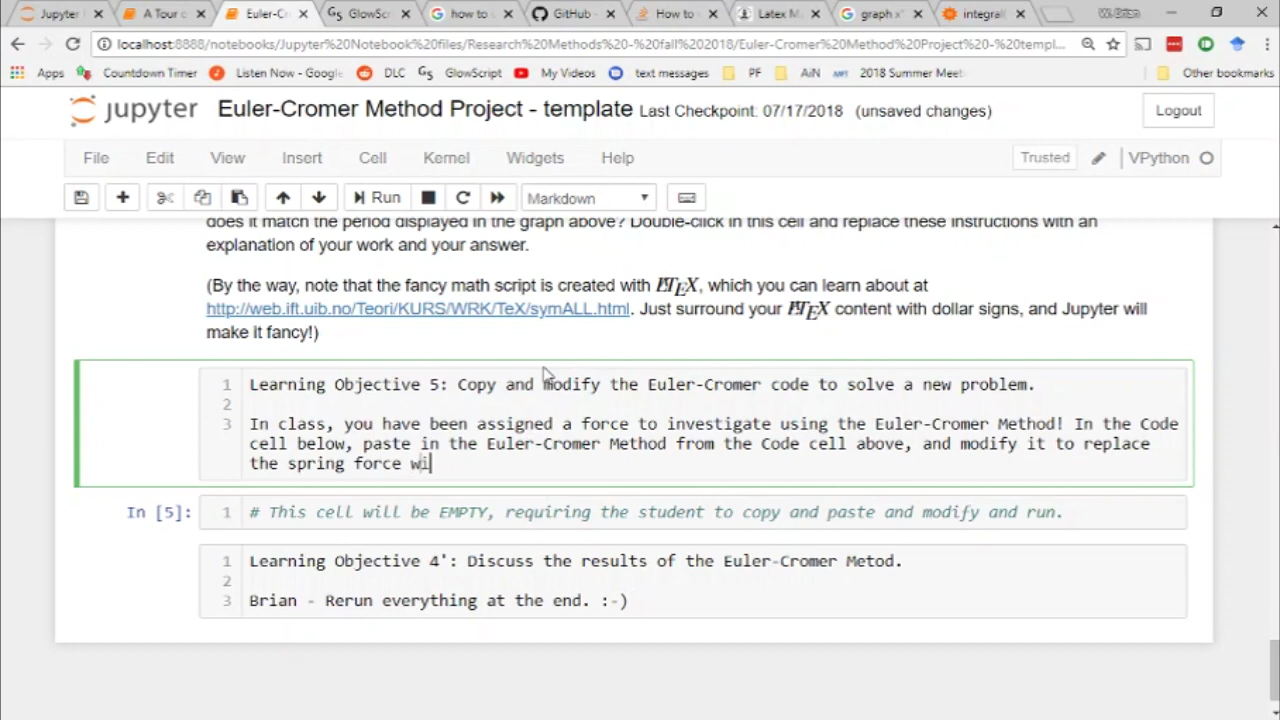 Jupyter
A Tour o
Euler-Cr
GlowScr
how to
GitHub -
How to
Latex M
graph x
integral
localhost:8888/notebooks/Jupyter%20Notebook%20files/Research%20Methods%20-%20fall%202018/Euler-Cromer%20Method%20Project%20-%20templ...
Apps
Countdown Timer
Listen Now - Google
DLC
GlowScript
My Videos
text messages
PF
AiN
2018 Summer Meet
Other bookmarks
jupyter
Euler-Cromer Method Project - template
Last Checkpoint: 07/17/2018 (unsaved changes)
Logout
File
Edit
View
Insert
Cell
Kernel
Widgets
Help
Trusted
VPython
Run
Markdown
does it match the period displayed in the graph above? Double-click in this cell and replace these instructions with an
explanation of your work and your answer.
(By the way, note that the fancy math script is created with LATEX, which you can learn about at
http://web.ift.uib.no/Teori/KURS/WRK/TeX/symALL.html. Just surround your LATEX content with dollar signs, and Jupyter will
make it fancy!)
1 Learning Objective 5: Copy and modify the Euler-Cromer code to solve a new problem.
2
3 In class, you have been assigned a force to investigate using the Euler-Cromer Method! In the Code
cell below, paste in the Euler-Cromer Method from the Code cell above, and modify it to replace
the spring force wi
In [5]: 1 # This cell will be EMPTY, requiring the student to copy and paste and modify and run.
1 Learning Objective 4': Discuss the results of the Euler-Cromer Metod.
2
3 Brian - Rerun everything at the end. :-)